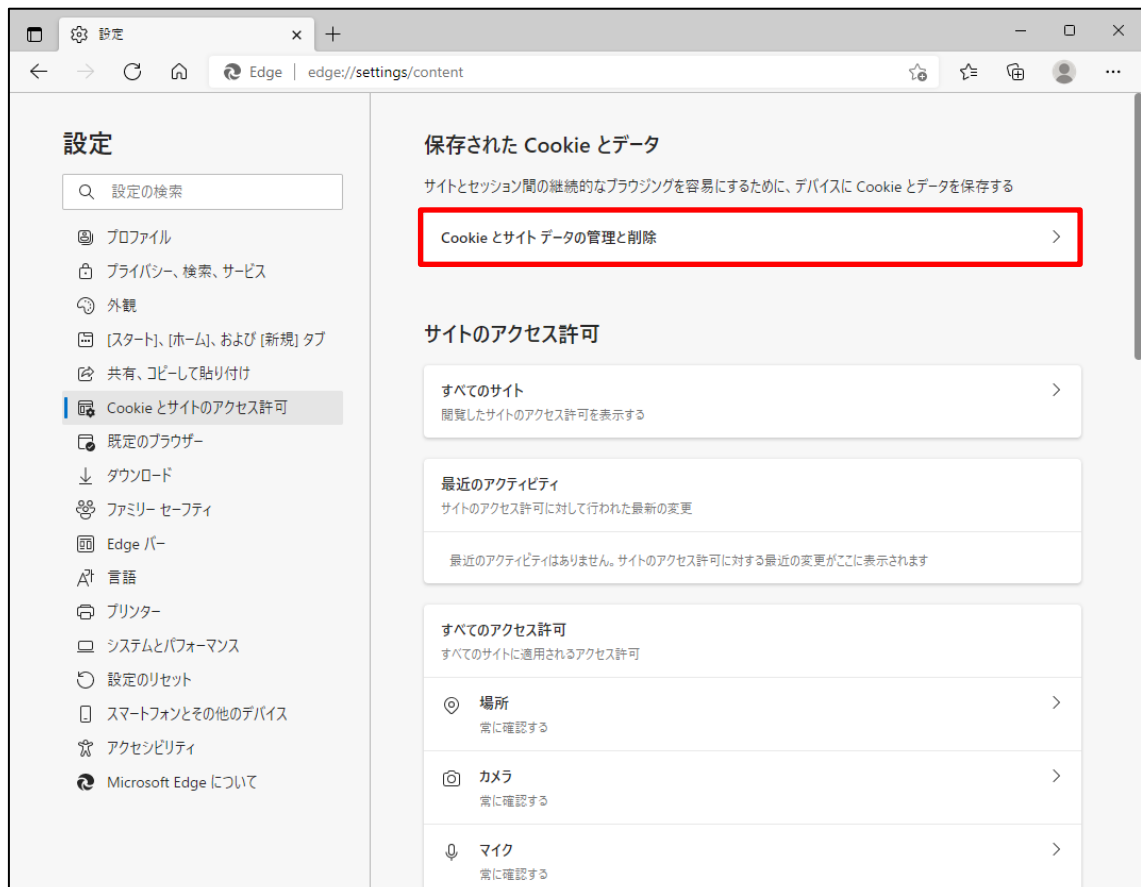 設定
Edge | edge://settings/content
設定
設定の検索
プロファイル
プライバシー、検索、サービス
外観
[スタート]、[ホーム]、および [新規] タブ
共有、コピーして貼り付け
Cookie とサイトのアクセス許可
既定のブラウザー
ダウンロード
ファミリー セーフティ
Edge バー
言語
プリンター
システムとパフォーマンス
設定のリセット
スマートフォンとその他のデバイス
アクセシビリティ
Microsoft Edge について
保存された Cookie とデータ
サイトとセッション間の継続的なブラウジングを容易にするために、デバイスに Cookie とデータを保存する
Cookie とサイト データの管理と削除
サイトのアクセス許可
すべてのサイト
閲覧したサイトのアクセス許可を表示する
最近のアクティビティ
サイトのアクセス許可に対して行われた最新の変更
最近のアクティビティはありません。サイトのアクセス許可に対する最近の変更がここに表示されます
すべてのアクセス許可
すべてのサイトに適用されるアクセス許可
場所
常に確認する
カメラ
常に確認する
マイク
常に確認する